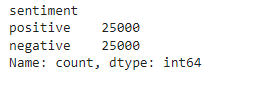 sentiment
positive    25000
negative    25000
Name: count, dtype: int64